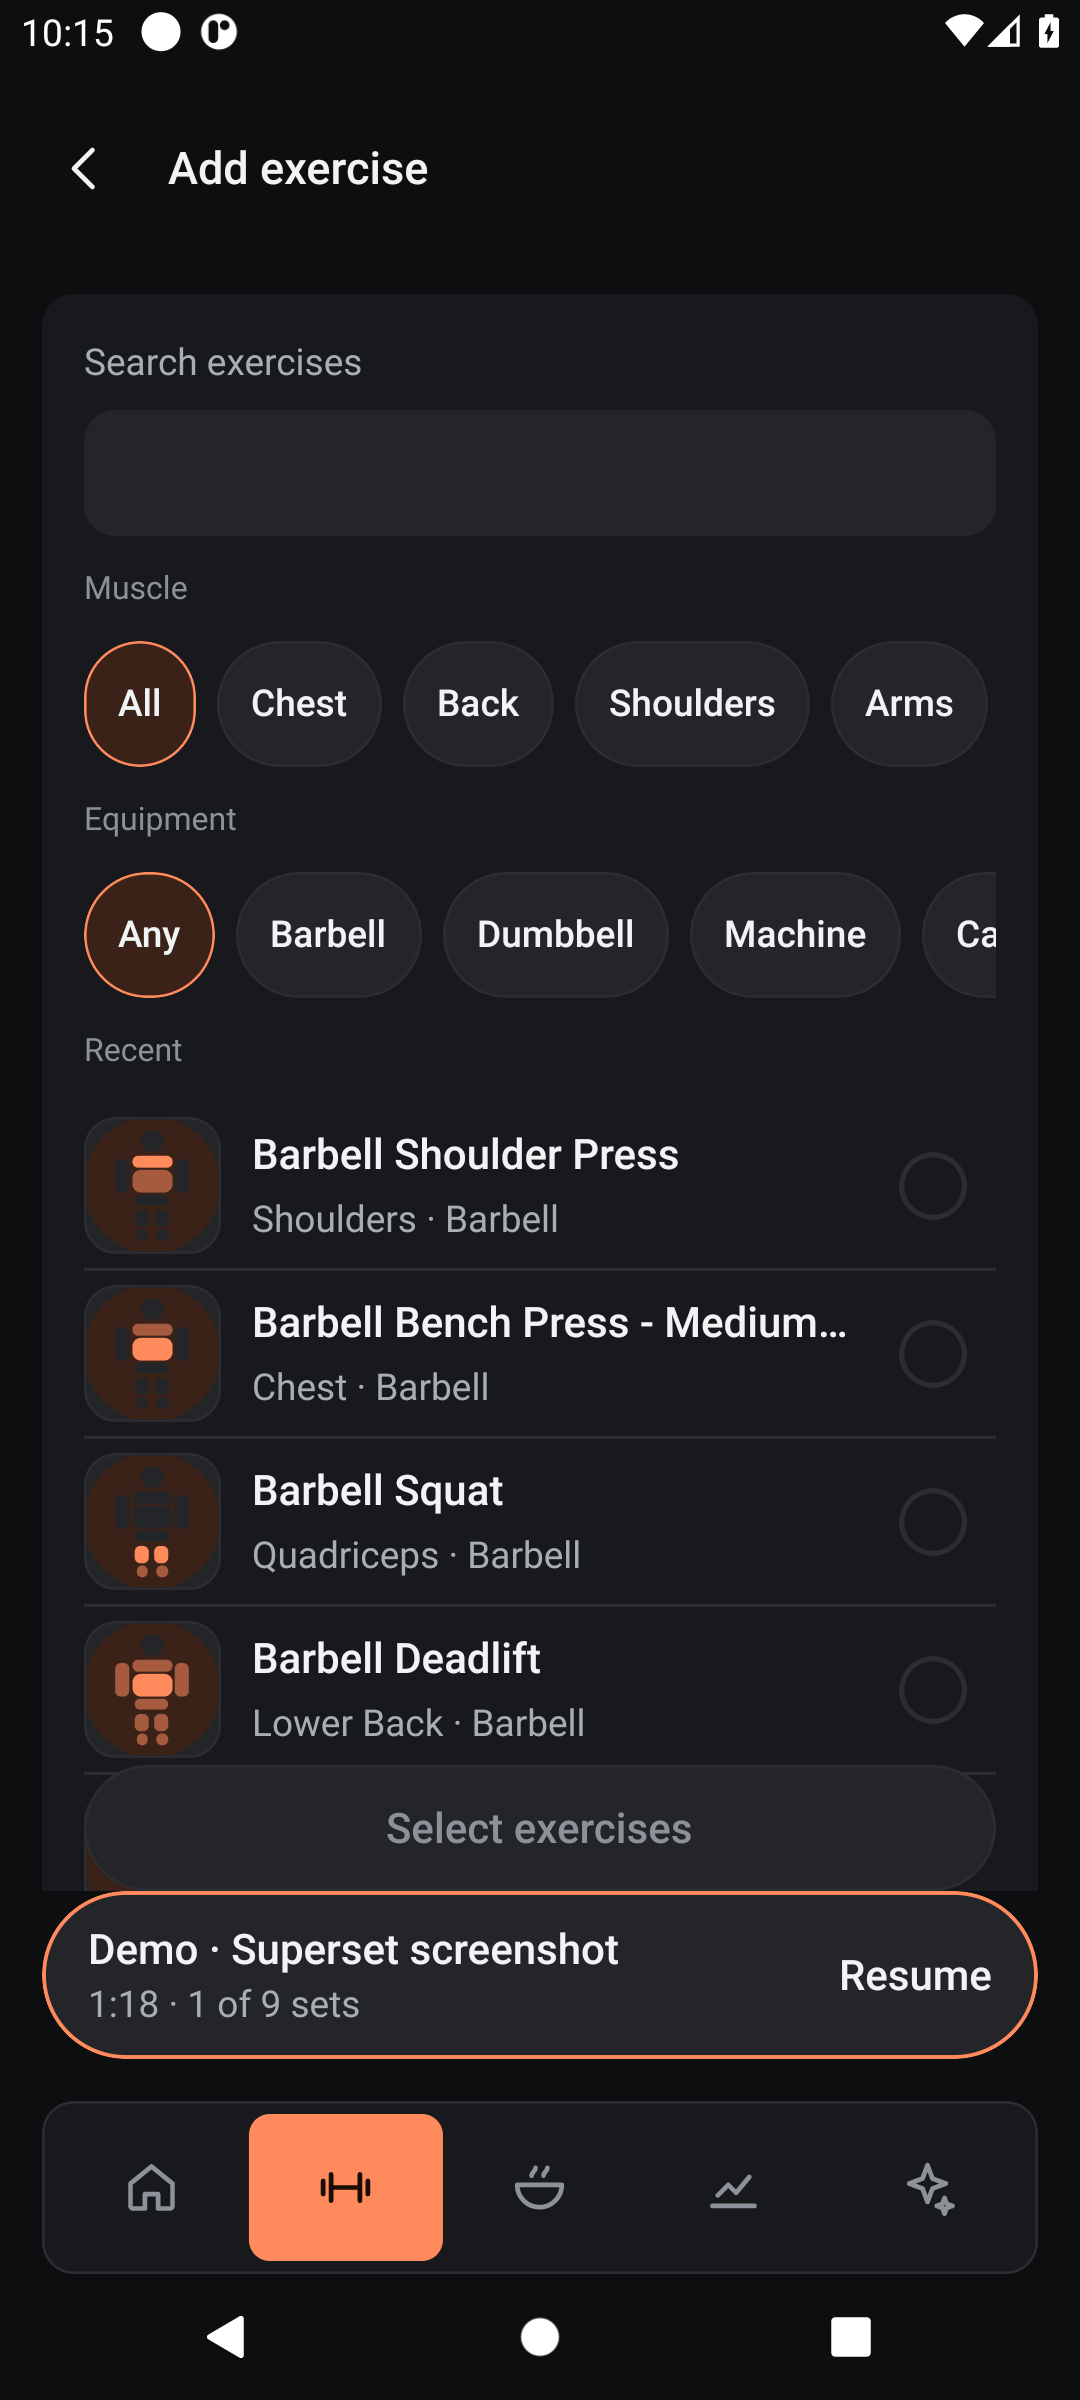 10:15
Add exercise
Search exercises
Muscle
All Chest Back Shoulders Arms
Equipment
Any Barbell Dumbbell Machine Ca
Recent
Barbell Shoulder Press
Shoulders · Barbell
Barbell Bench Press - Medium…
Chest · Barbell
Barbell Squat
Quadriceps · Barbell
Barbell Deadlift
Lower Back · Barbell
Select exercises
Demo · Superset screenshot
Resume
1:18 · 1 of 9 sets